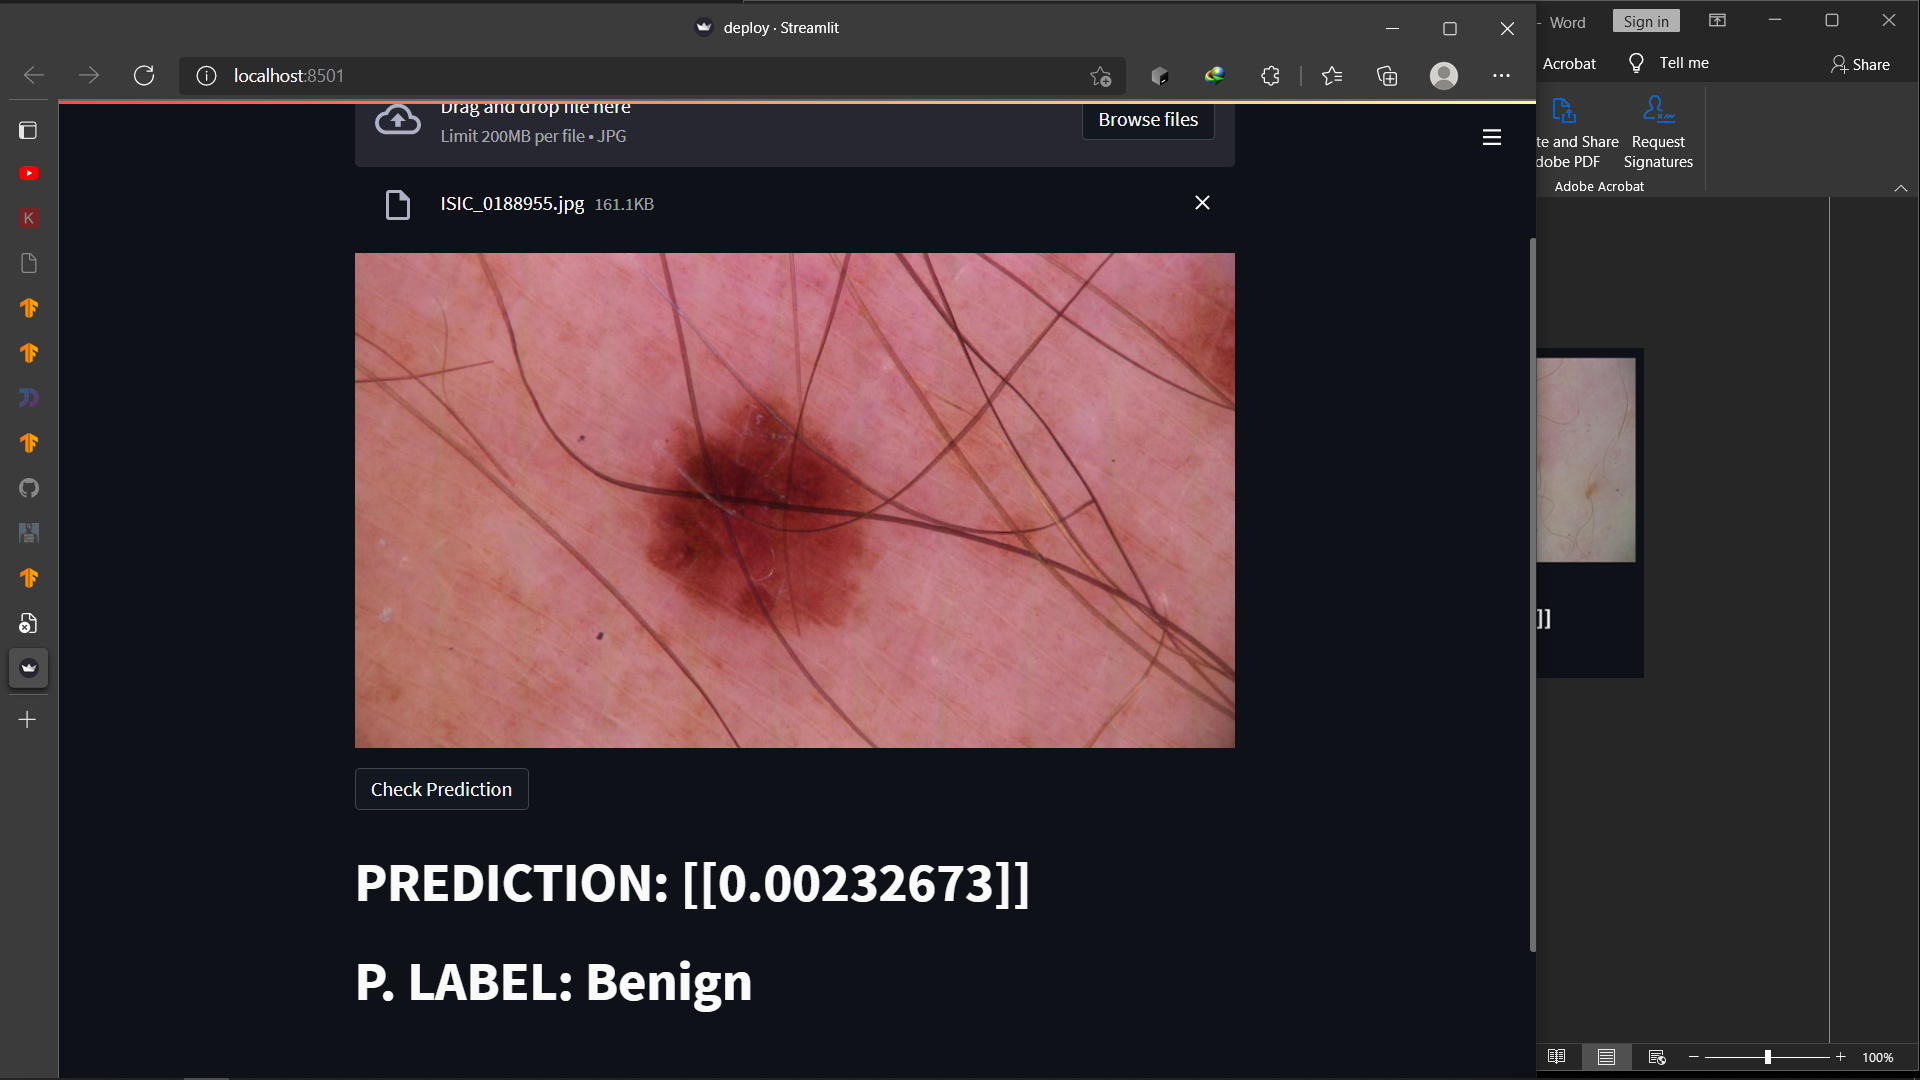 deploy · Streamlit
- Word
Sign in
localhost:8501
Acrobat
Tell me
Share
Drag and drop file here
Limit 200MB per file • JPG
Browse files
te and Share
dobe PDF
Request
Signatures
Adobe Acrobat
ISIC_0188955.jpg 161.1KB
K
]]
Check Prediction
PREDICTION: [[0.00232673]]
P. LABEL: Benign
100%